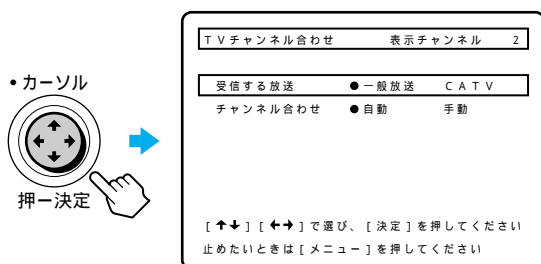 •カーソル
押ー決定
TVチャンネル合わせ 表示チャンネル 2
受信する放送 ●一般放送 CATV
チャンネル合わせ ●自動 手動
[↑↓][←→]で選び、[決定]を押してください
止めたいときは[メニュー]を押してください